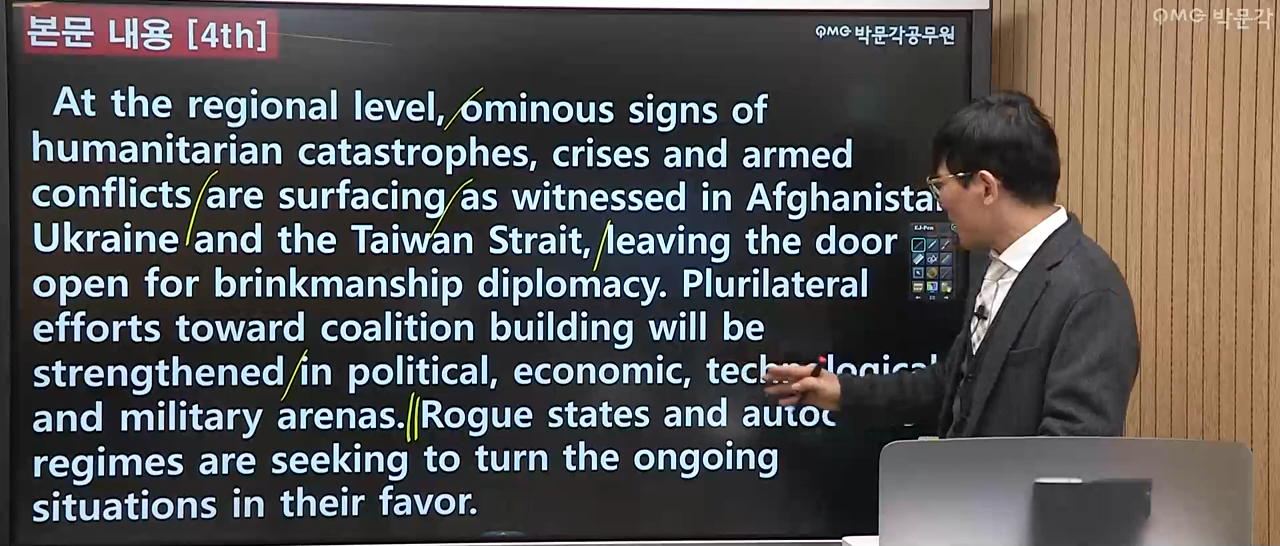 본문 내용 [4th]
QMG 박문각공무원
QMG 박문각
At the regional level, ominous signs of
humanitarian catastrophes, crises and armed
conflicts are surfacing as witnessed in Afghanista
Ukraine and the Taiwan Strait, leaving the door
open for brinkmanship diplomacy. Plurilateral
efforts toward coalition building will be
strengthened in political, economic,
and military arenas. Rogue states and
regimes are seeking to turn the ongoing
situations in their favor.
EJ-Pen